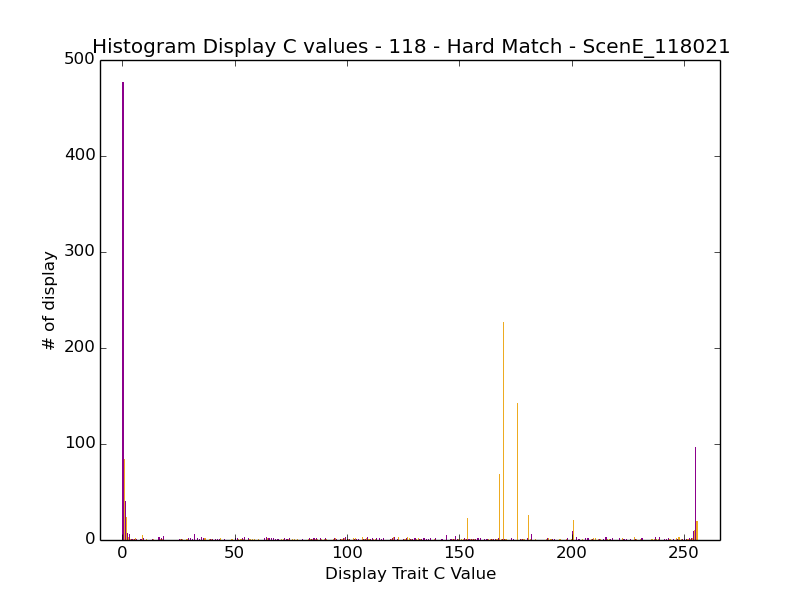 Histogram Display C values - 118 - Hard Match - ScenE_118021
500
400
300
200
100
0
# of display
0 50 100 150 200 250
Display Trait C Value